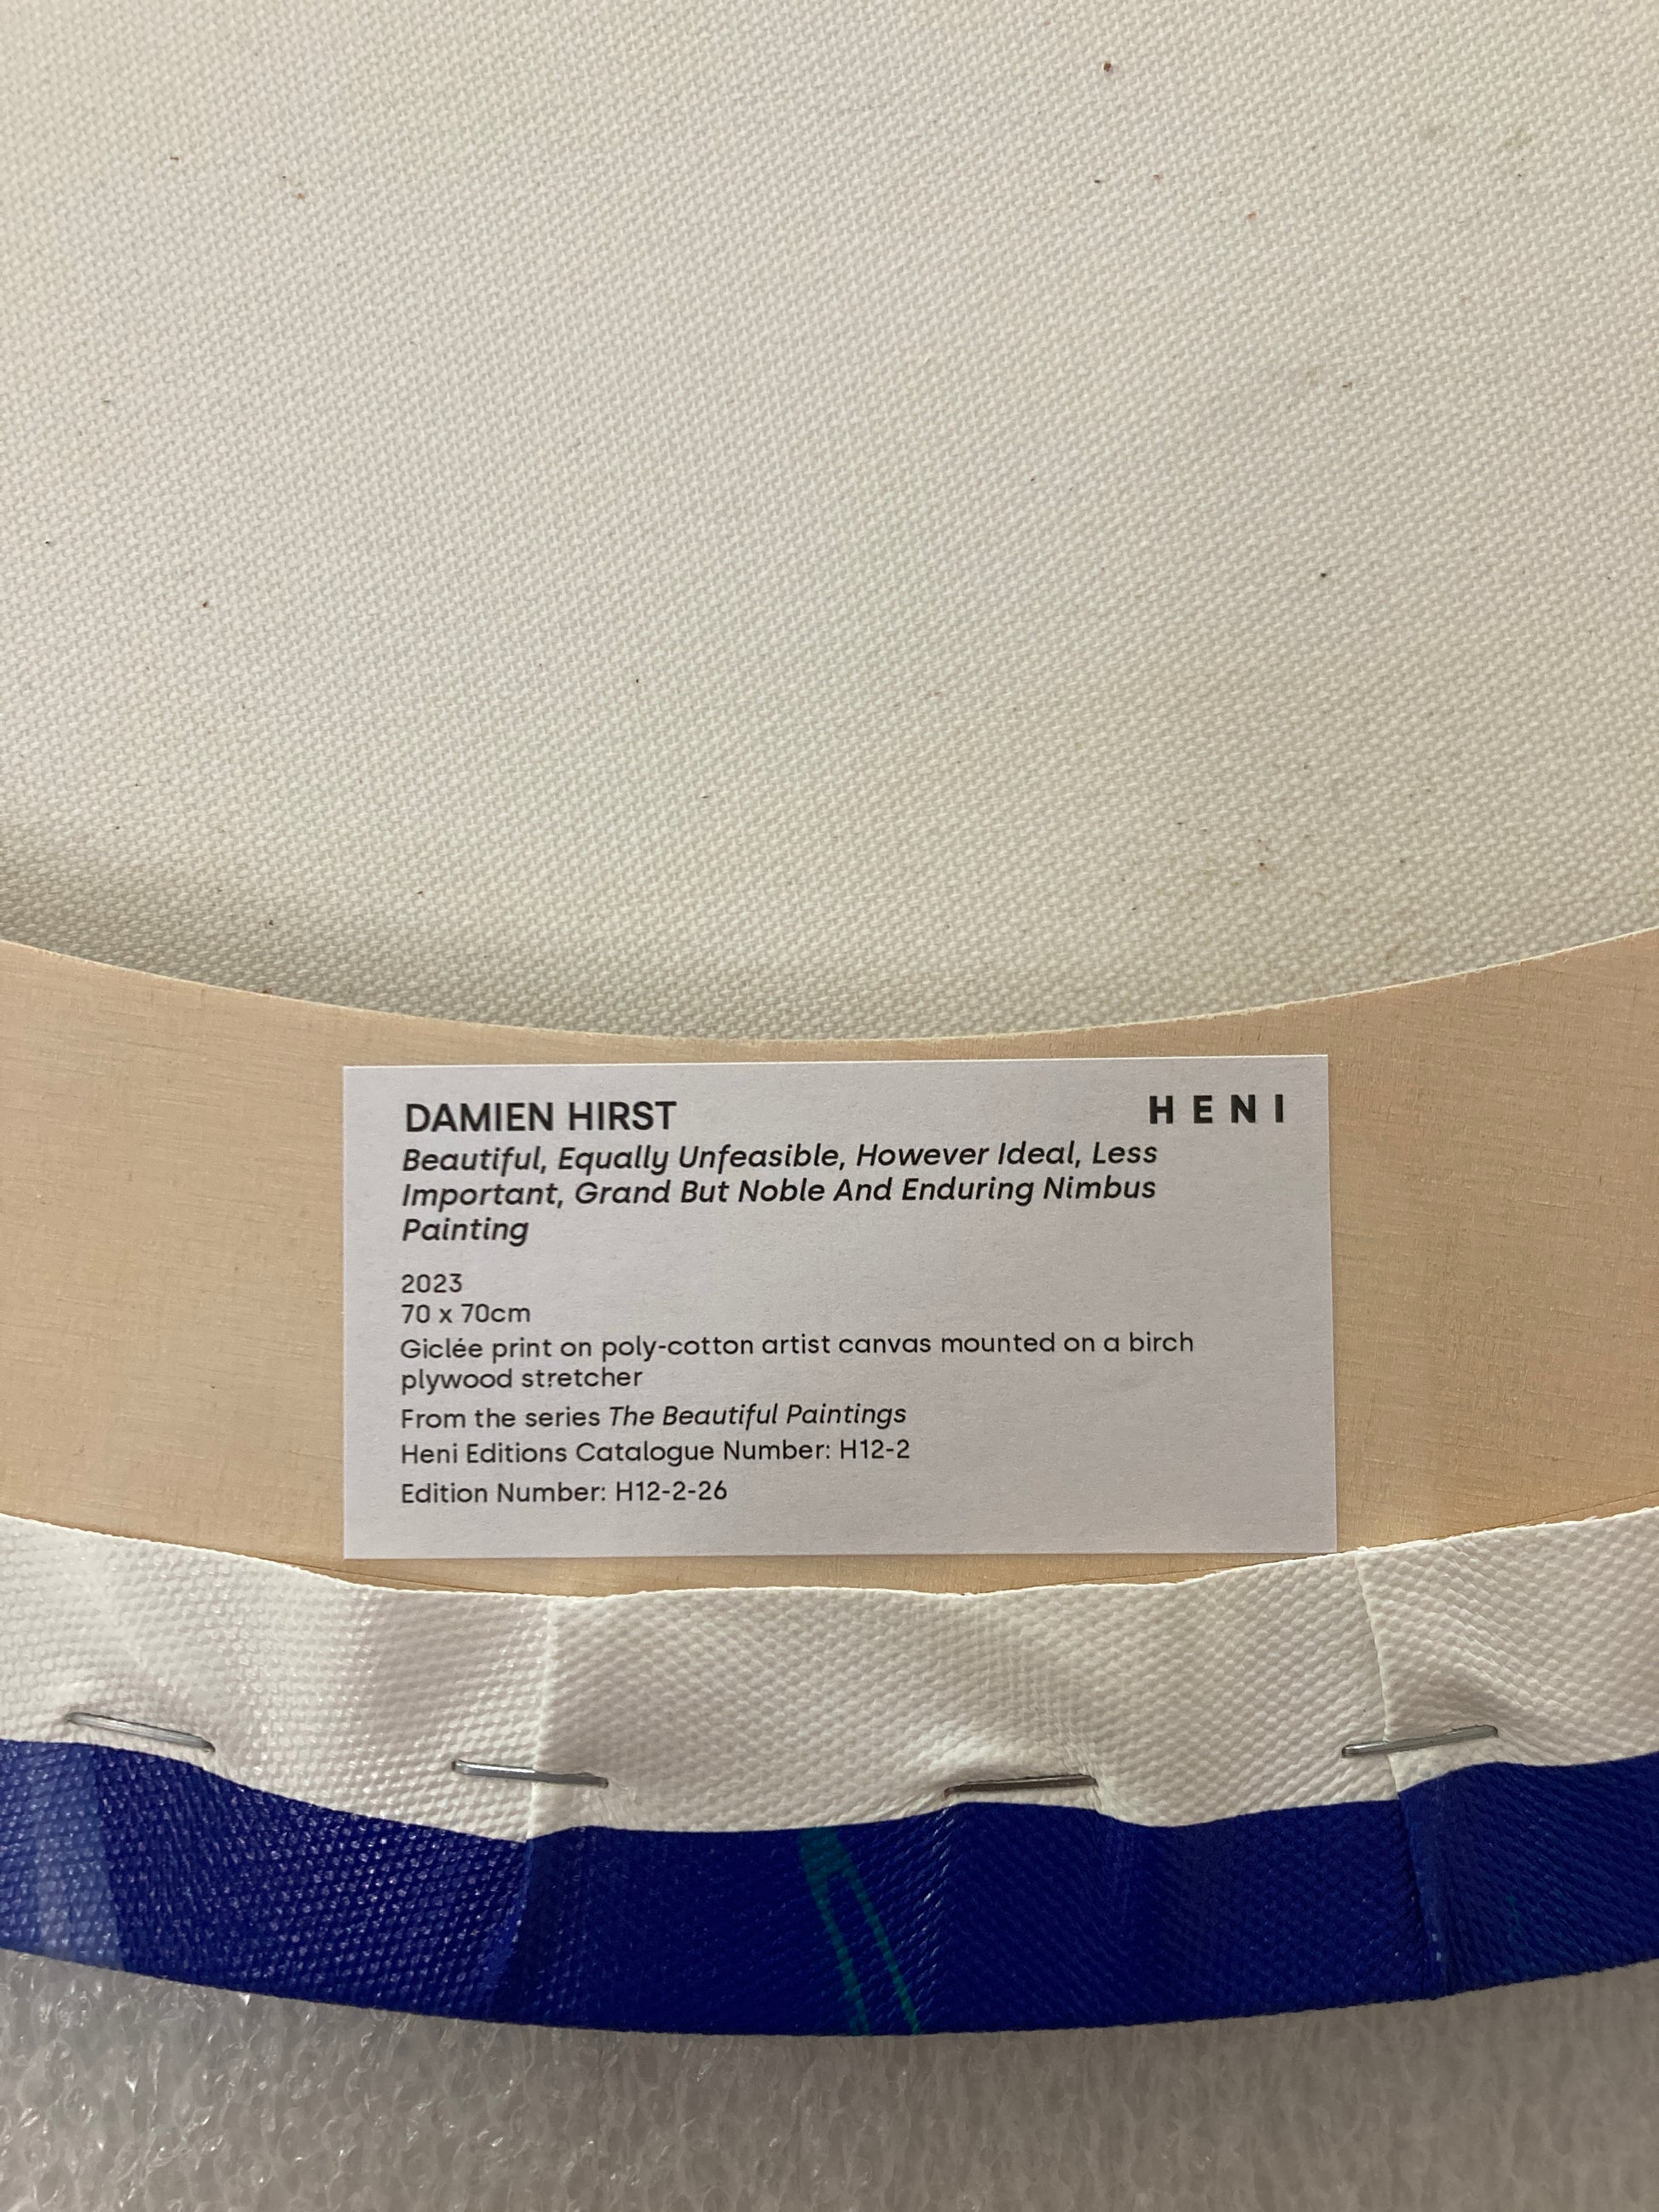 DAMIEN HIRST
HENI
Beautiful, Equally Unfeasible, However Ideal, Less
Important, Grand But Noble And Enduring Nimbus
Painting
2023
70 x 70cm
Giclée print on poly-cotton artist canvas mounted on a birch
plywood stretcher
From the series The Beautiful Paintings
Heni Editions Catalogue Number: H12-2
Edition Number: H12-2-26